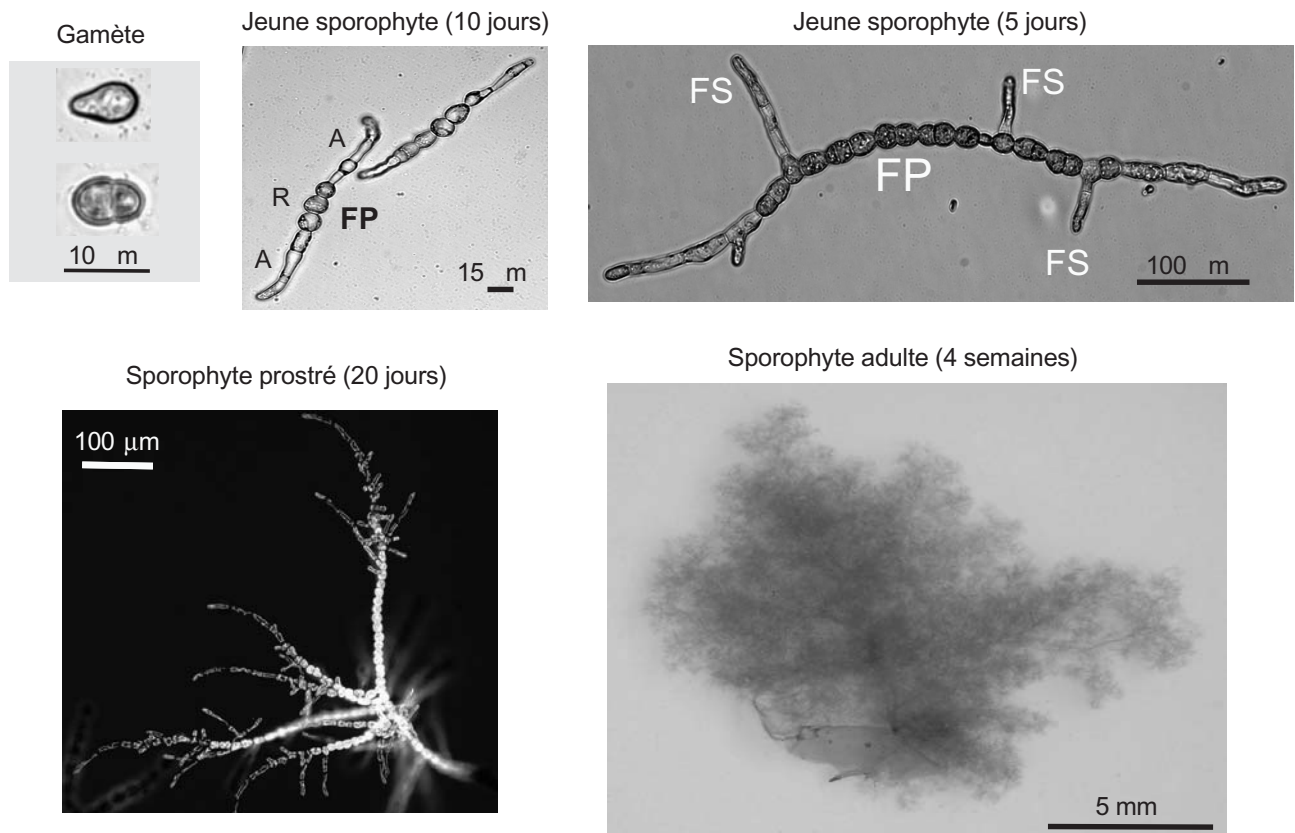 Gamète
10 m
Jeune sporophyte (10 jours)
A
R
FP
A
15 m
Jeune sporophyte (5 jours)
FS
FS
FP
FS
100 m
Sporophyte prostré (20 jours)
100 μm
Sporophyte adulte (4 semaines)
5 mm